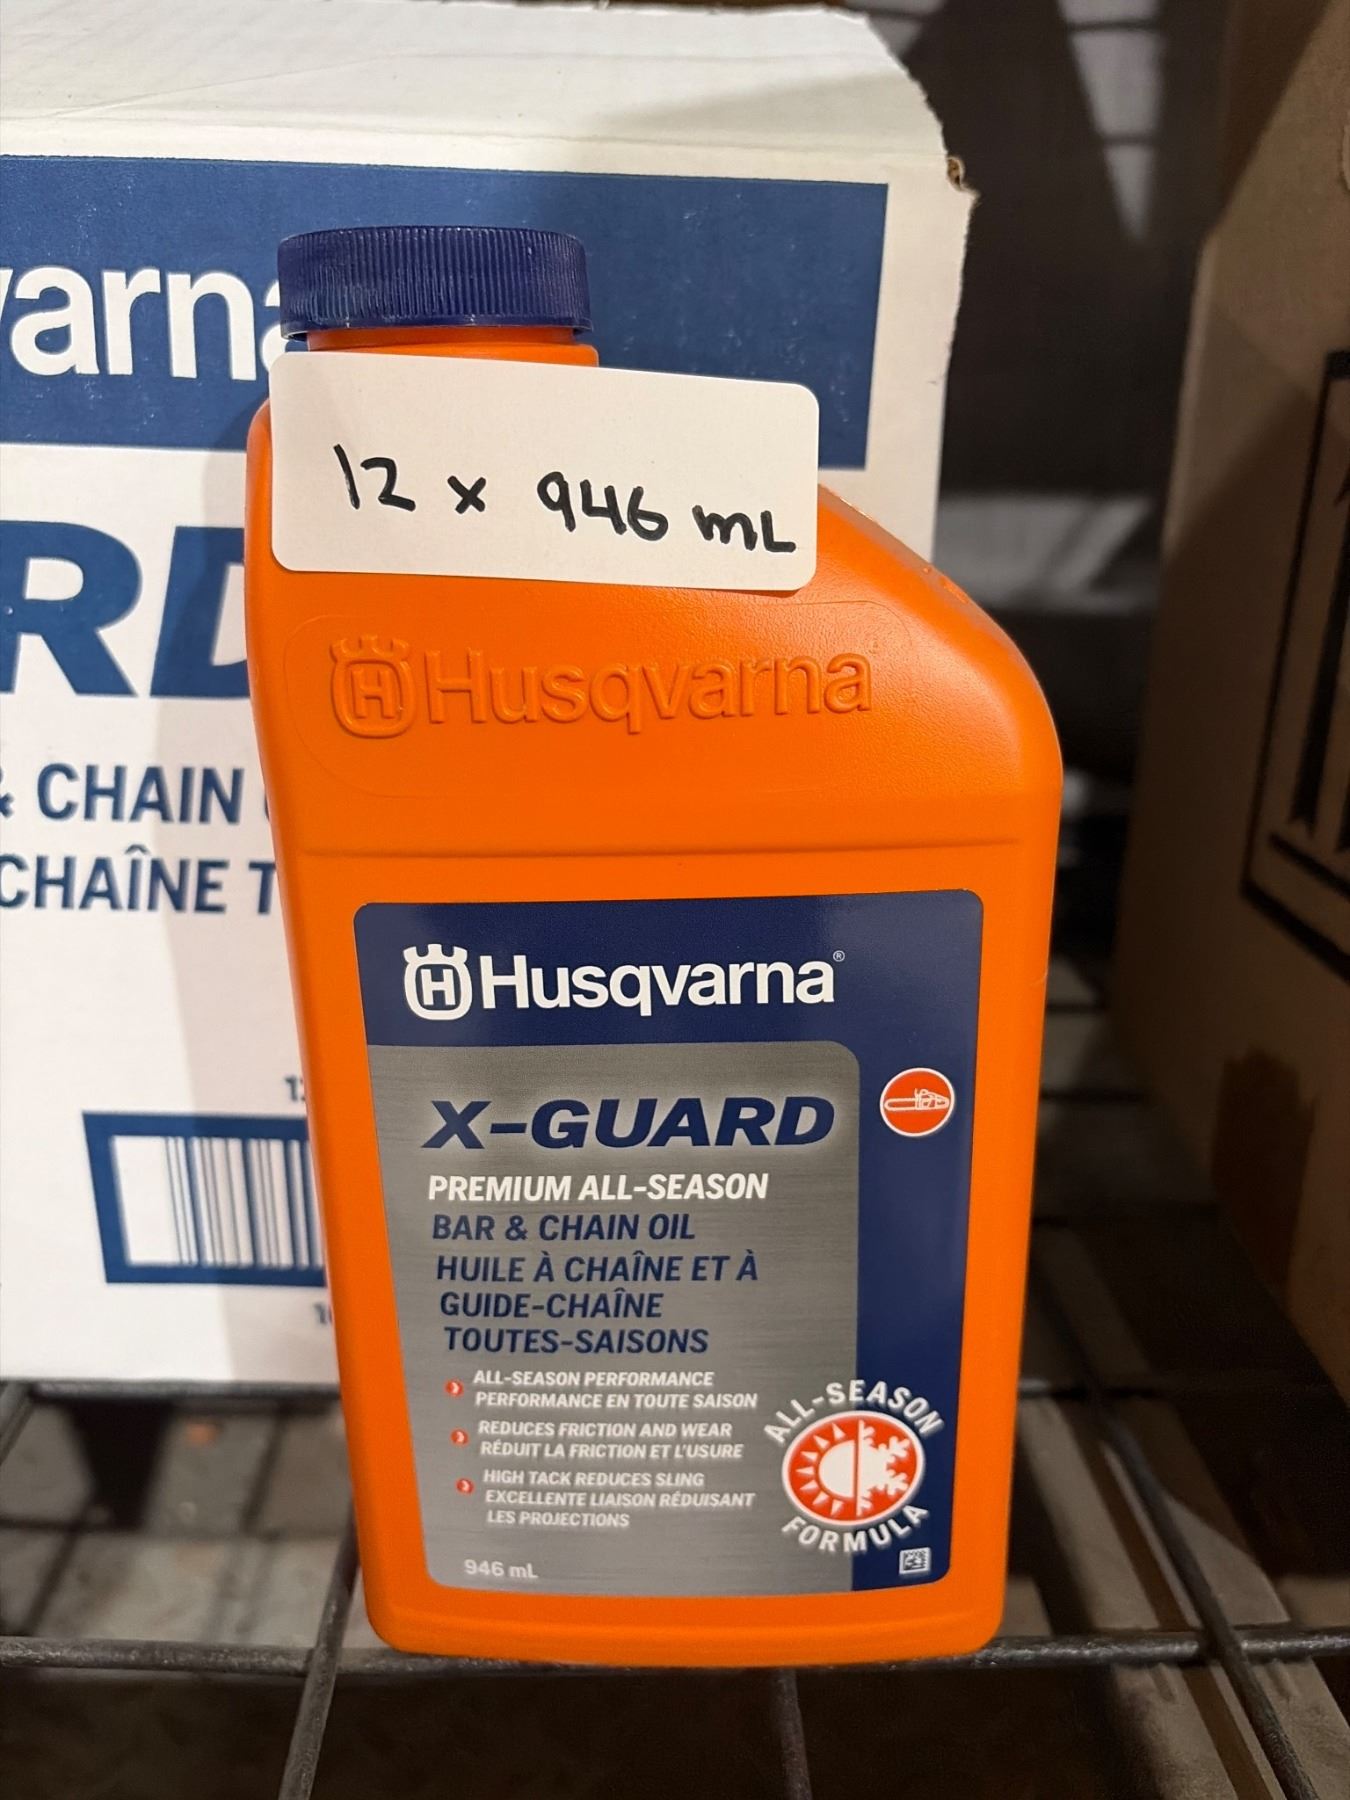 varna
12 x 946 mL
RD
H Husqvarna
& CHAIN
CHAÎNE T
H Husqvarna®
X-GUARD
PREMIUM ALL-SEASON
BAR & CHAIN OIL
HUILE À CHAÎNE ET À
GUIDE-CHAÎNE
TOUTES-SAISONS
ALL-SEASON PERFORMANCE
PERFORMANCE EN TOUTE SAISON
REDUCES FRICTION AND WEAR
RÉDUIT LA FRICTION ET L'USURE
HIGH TACK REDUCES SLING
EXCELLENTE LIAISON RÉDUISANT
LES PROJECTIONS
ALL-SEASON
FORMULA
946 mL